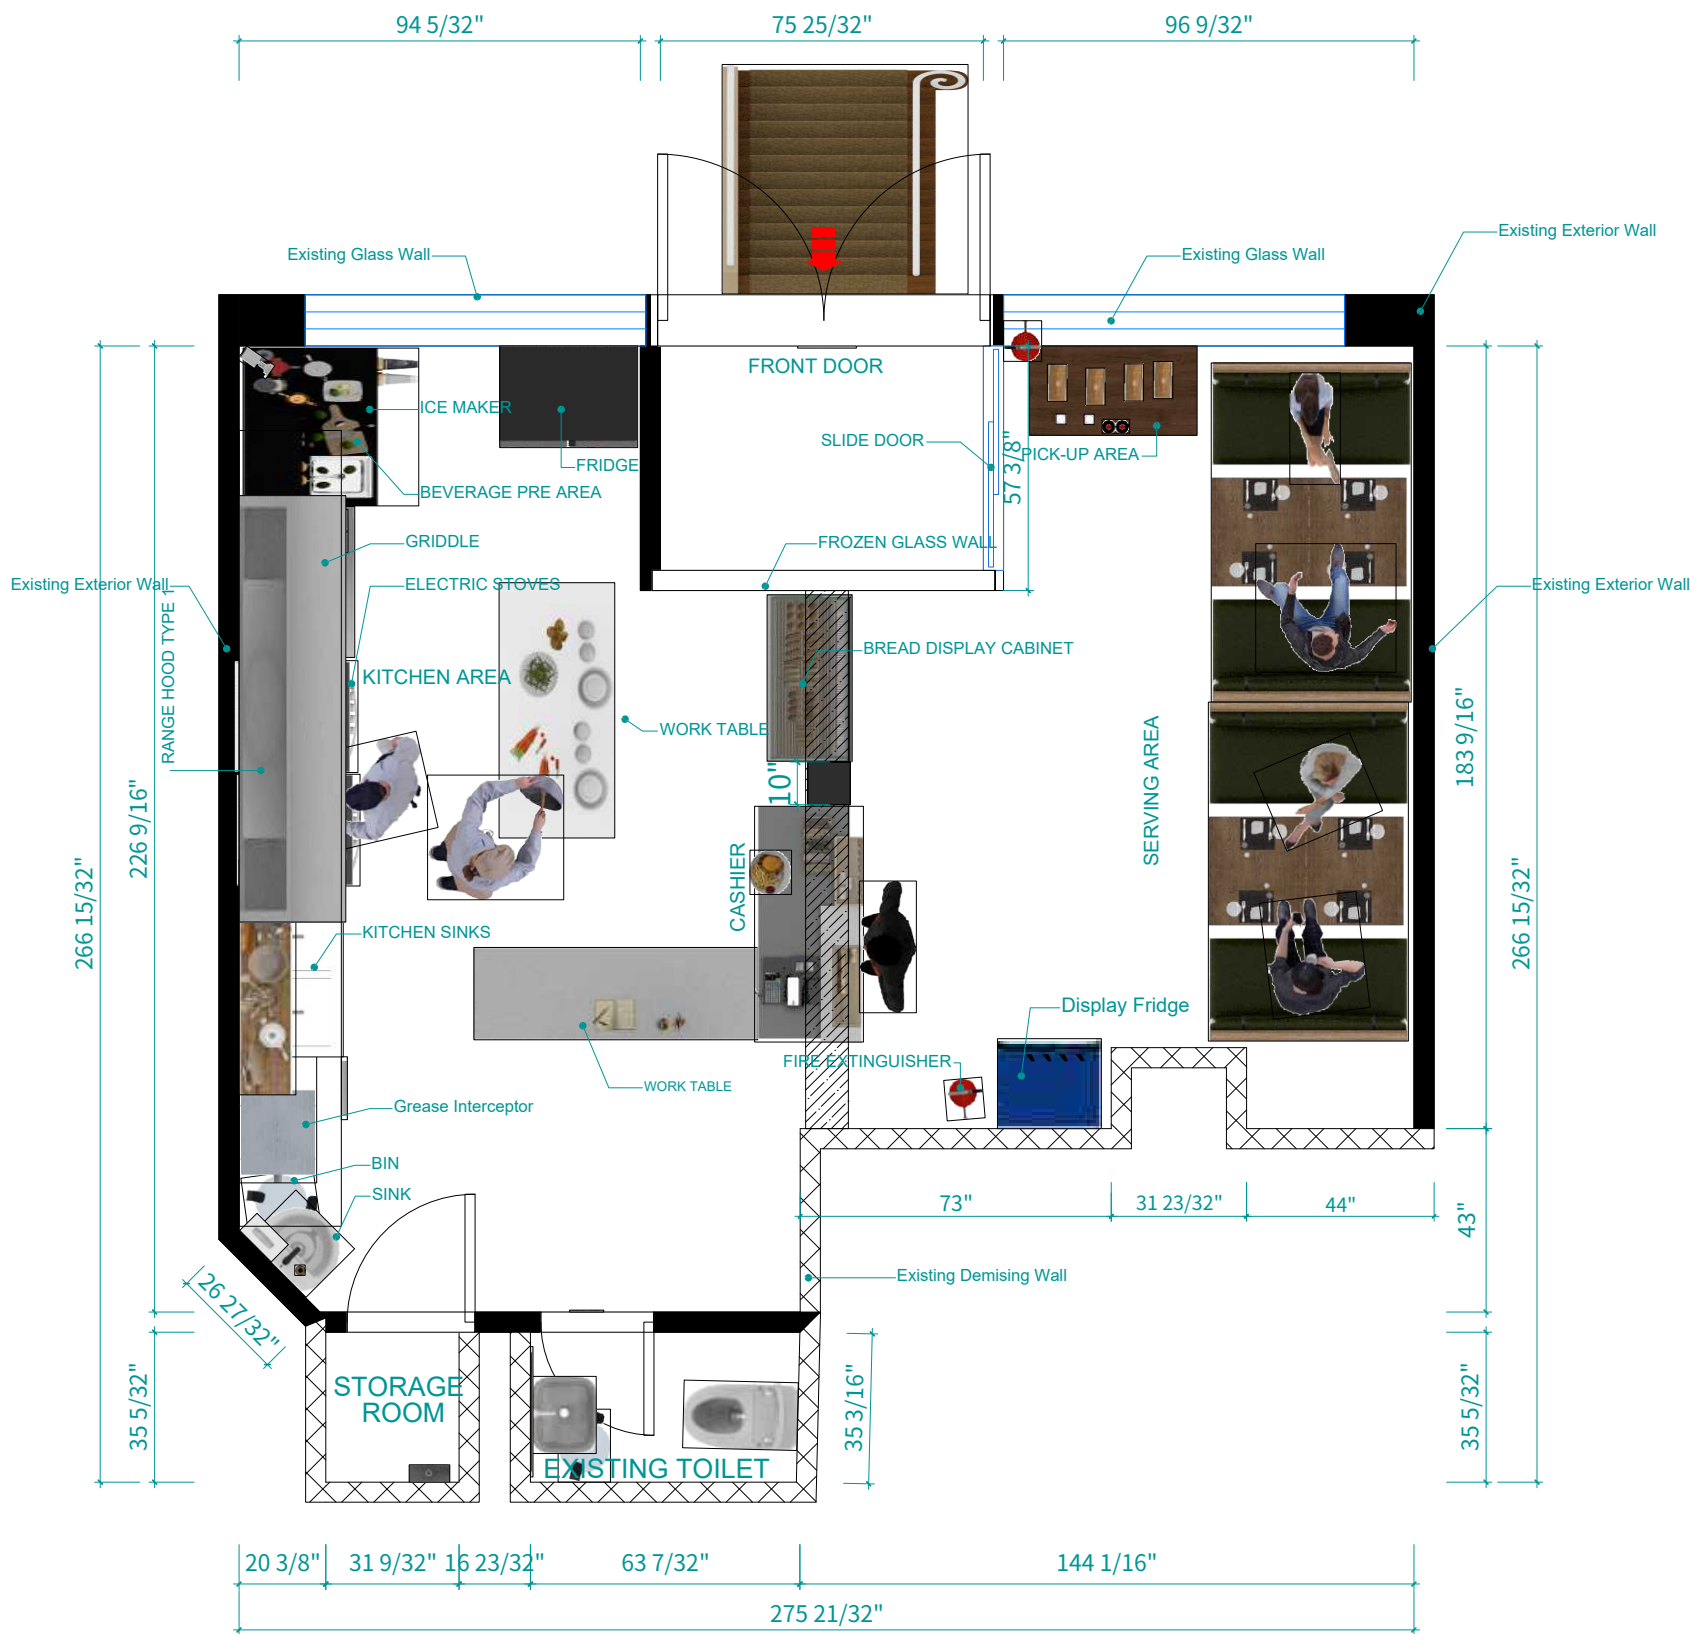 94 5/32"
75 25/32"
96 9/32"
Existing Glass Wall
Existing Glass Wall
Existing Exterior Wall
FRONT DOOR
ICE MAKER
FRIDGE
BEVERAGE PRE AREA
SLIDE DOOR
57 3/8"
PICK-UP AREA
GRIDDLE
FROZEN GLASS WALL
Existing Exterior Wall
ELECTRIC STOVES
Existing Exterior Wall
RANGE HOOD TYPE 1
KITCHEN AREA
BREAD DISPLAY CABINET
WORK TABLE
10"
SERVING AREA
183 9/16"
226 9/16"
266 15/32"
266 15/32"
CASHIER
KITCHEN SINKS
Display Fridge
FIRE EXTINGUISHER
WORK TABLE
Grease Interceptor
BIN
SINK
73"
31 23/32"
44"
43"
Existing Demising Wall
26 27/32"
STORAGE
ROOM
35 5/32"
35 3/16"
35 5/32"
EXISTING TOILET
20 3/8"
31 9/32"
16 23/32"
63 7/32"
144 1/16"
275 21/32"